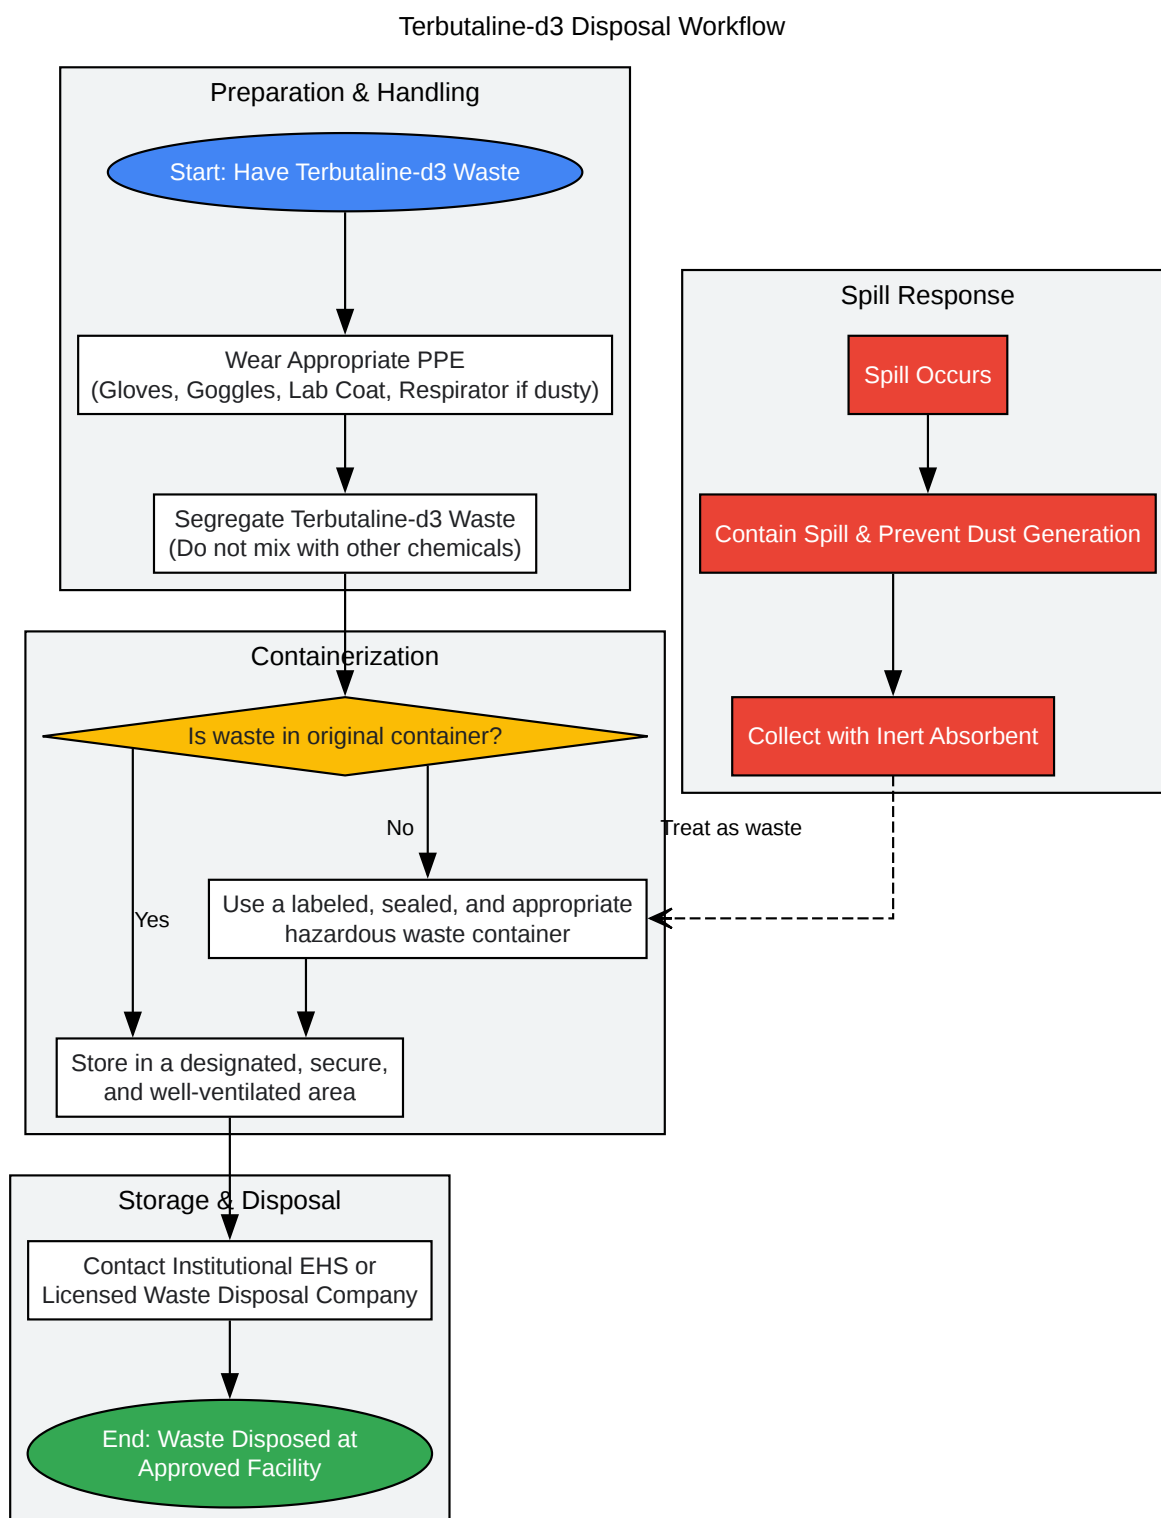 Terbutaline-d3 Disposal Workflow
Preparation & Handling
Start: Have Terbutaline-d3 Waste
Wear Appropriate PPE
(Gloves, Goggles, Lab Coat, Respirator if dusty)
Segregate Terbutaline-d3 Waste
(Do not mix with other chemicals)
Spill Response
Spill Occurs
Contain Spill & Prevent Dust Generation
Collect with Inert Absorbent
Treat as waste
Containerization
Is waste in original container?
No
Yes
Use a labeled, sealed, and appropriate
hazardous waste container
Store in a designated, secure,
and well-ventilated area
Storage & Disposal
Contact Institutional EHS or
Licensed Waste Disposal Company
End: Waste Disposed at
Approved Facility